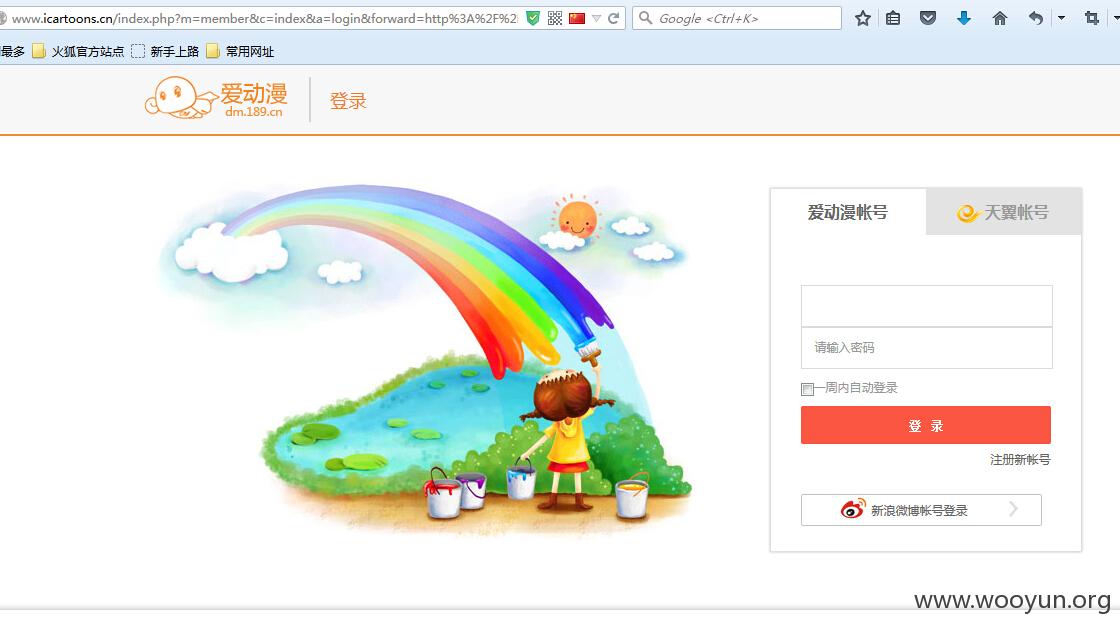 www.icartoons.cn/index.php?m=member&c=index&a=login&forward=http%3A%2F%2
Google <Ctrl+K>
最多 火狐官方站点 新手上路 常用网址
爱动漫
dm.189.cn
登录
爱动漫帐号 天翼帐号
请输入密码
一周内自动登录
登 录
注册新帐号
新浪微博帐号登录
www.wooyun.org